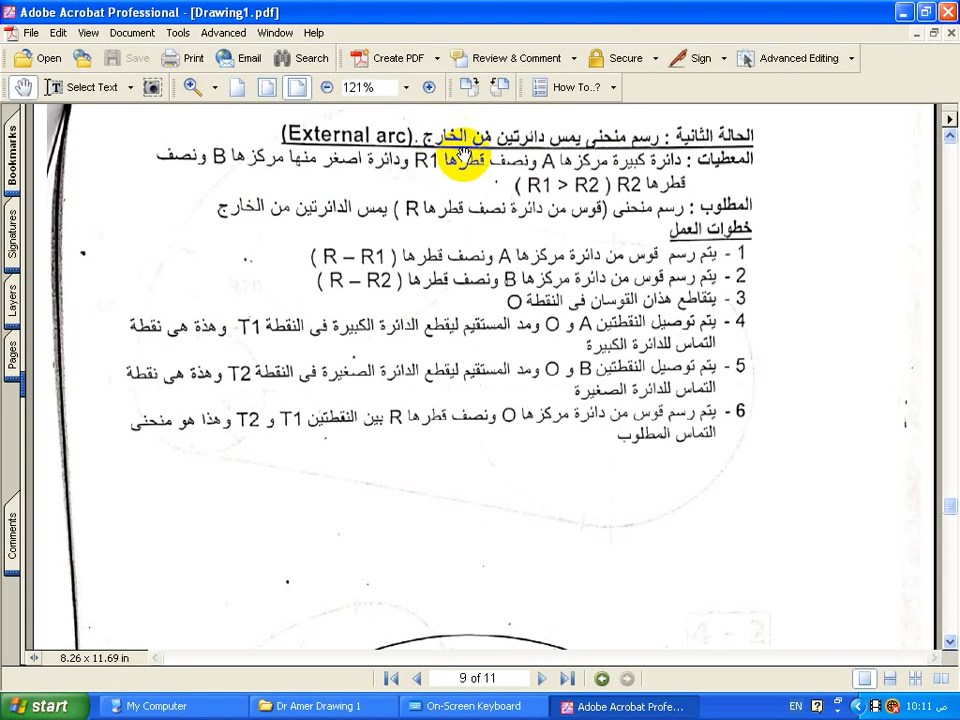 Adobe Acrobat Professional - [Drawing1.pdf]
File Edit View Document Tools Advanced Window Help
Open Save Print Email Search Create PDF Review & Comment Secure Sign Advanced Editing
Select Text 121% How To..?
Bookmarks
Signatures
Layers
Pages
Comments
الحالة الثانية : رسم منحنى يمس دائرتين من الخارج .(External arc)
المعطيات : دائرة كبيرة مركزها A ونصف قطرها R1 ودائرة اصغر منها مركزها B ونصف
قطرها R2 ( R1 > R2 )
المطلوب : رسم منحنى (قوس من دائرة نصف قطرها R ) يمس الدائرتين من الخارج
خطوات العمل
1 - يتم رسم قوس من دائرة مركزها A ونصف قطرها ( R – R1 )
2 - يتم رسم قوس من دائرة مركزها B ونصف قطرها ( R – R2 )
3 - يتقاطع هذان القوسان فى النقطة O
4 - يتم توصيل النقطتين A و O ومد المستقيم ليقطع الدائرة الكبيرة فى النقطة T1 وهذة هى نقطة
التماس للدائرة الكبيرة
5 - يتم توصيل النقطتين B و O ومد المستقيم ليقطع الدائرة الصغيرة فى النقطة T2 وهذة هى نقطة
التماس للدائرة الصغيرة
6 - يتم رسم قوس من دائرة مركزها O ونصف قطرها R بين النقطتين T1 و T2 وهذا هو منحنى
التماس المطلوب
4 - 2
8.26 x 11.69 in
9 of 11
start My Computer Dr Amer Drawing 1 On-Screen Keyboard Adobe Acrobat Profe... EN 10:11 ص